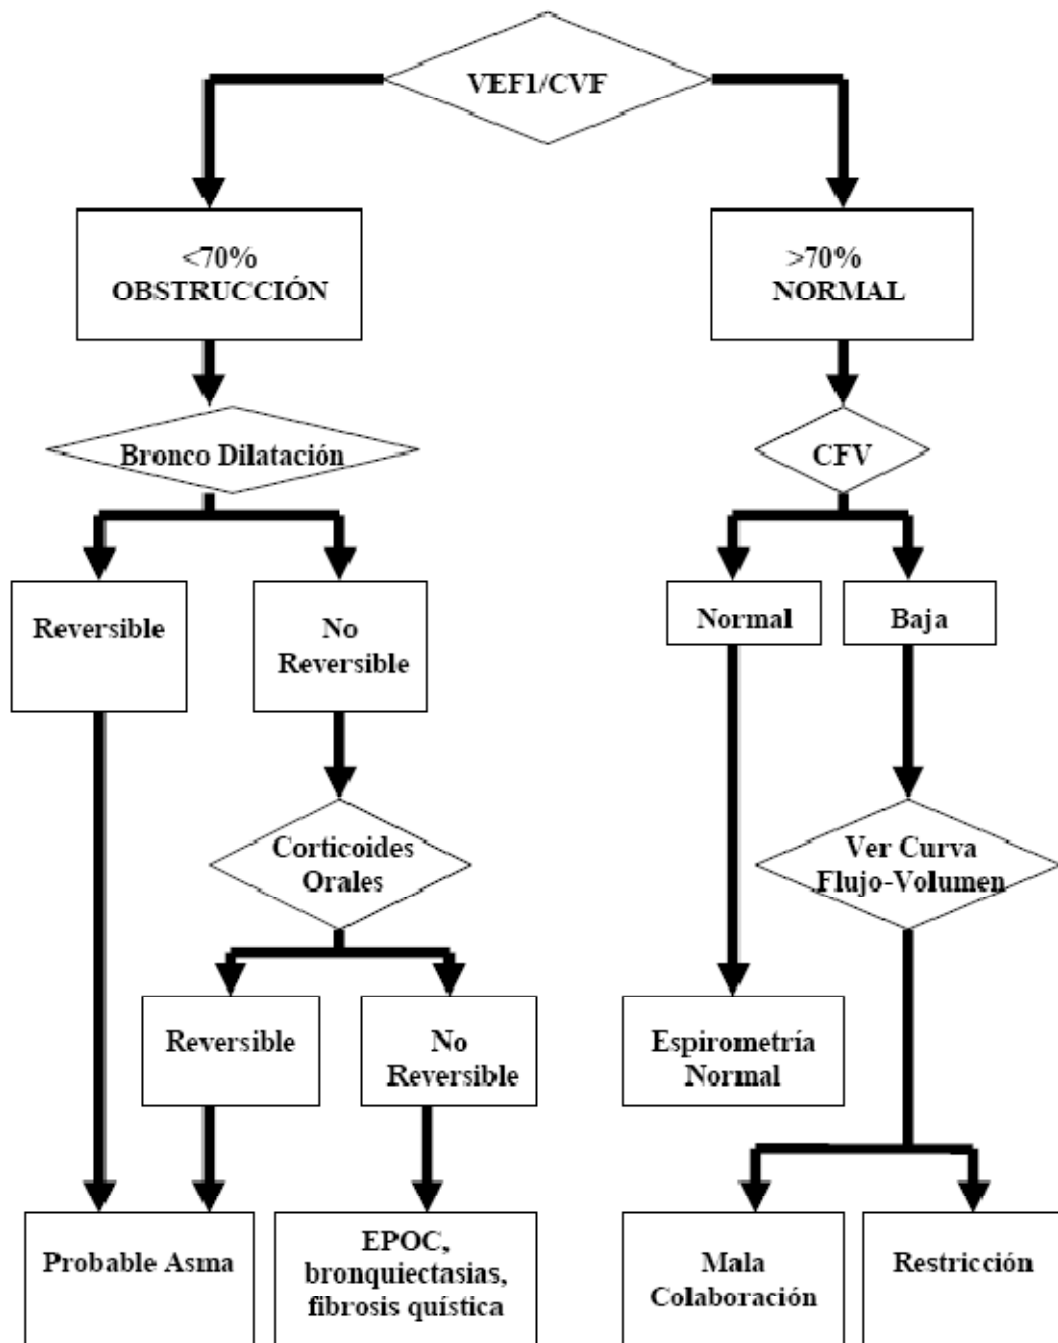 VEF1/CVF
<70%
OBSTRUCCIÓN
>70%
NORMAL
Bronco Dilatación
CFV
Reversible
No
Reversible
Normal
Baja
Corticoides
Orales
Ver Curva
Flujo-Volumen
Reversible
No
Reversible
Espirometría
Normal
Probable Asma
EPOC,
bronquiectasias,
fibrosis quística
Mala
Colaboración
Restricción